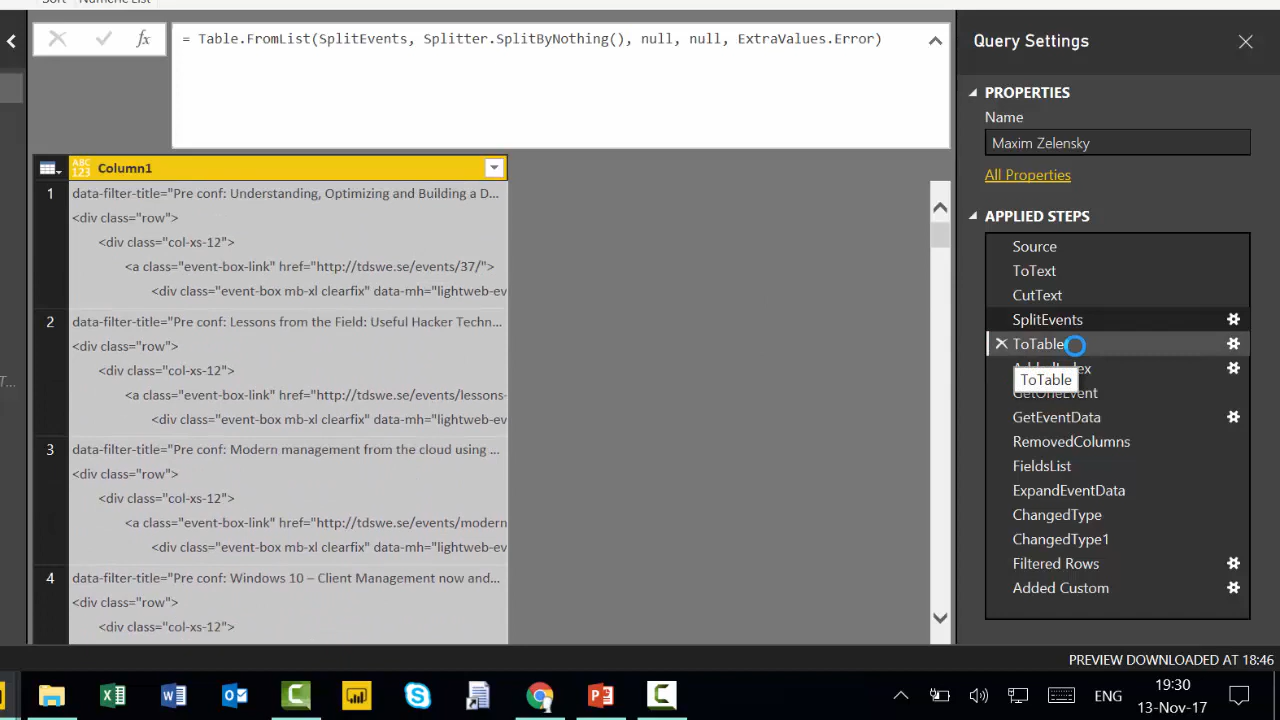 Sort Numeric List
= Table.FromList(SplitEvents, Splitter.SplitByNothing(), null, null, ExtraValues.Error)
ABC
123
Column1
1
data-filter-title="Pre conf: Understanding, Optimizing and Building a D...
<div class="row">
<div class="col-xs-12">
<a class="event-box-link" href="http://tdswe.se/events/37/">
<div class="event-box mb-xl clearfix" data-mh="lightweb-ev
2
data-filter-title="Pre conf: Lessons from the Field: Useful Hacker Techn...
<div class="row">
<div class="col-xs-12">
<a class="event-box-link" href="http://tdswe.se/events/lessons-
<div class="event-box mb-xl clearfix" data-mh="lightweb-ev
3
data-filter-title="Pre conf: Modern management from the cloud using ...
<div class="row">
<div class="col-xs-12">
<a class="event-box-link" href="http://tdswe.se/events/modern
<div class="event-box mb-xl clearfix" data-mh="lightweb-ev
4
data-filter-title="Pre conf: Windows 10 – Client Management now and...
<div class="row">
<div class="col-xs-12">
T...
Query Settings
PROPERTIES
Name
Maxim Zelensky
All Properties
APPLIED STEPS
Source
ToText
CutText
SplitEvents
ToTable
ToTable
GetOneEvent
GetEventData
RemovedColumns
FieldsList
ExpandEventData
ChangedType
ChangedType1
Filtered Rows
Added Custom
PREVIEW DOWNLOADED AT 18:46
ENG
19:30
13-Nov-17